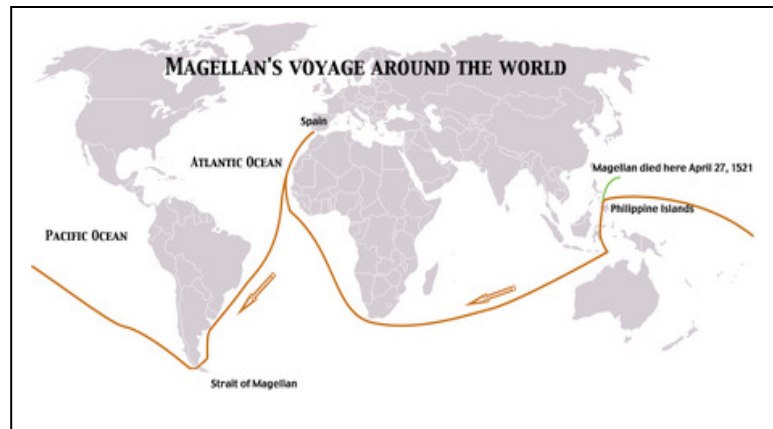 MAGELLAN'S VOYAGE AROUND THE WORLD
Spain
ATLANTIC OCEAN
Magellan died here April 27, 1521
Philippine Islands
PACIFIC OCEAN
Strait of Magellan